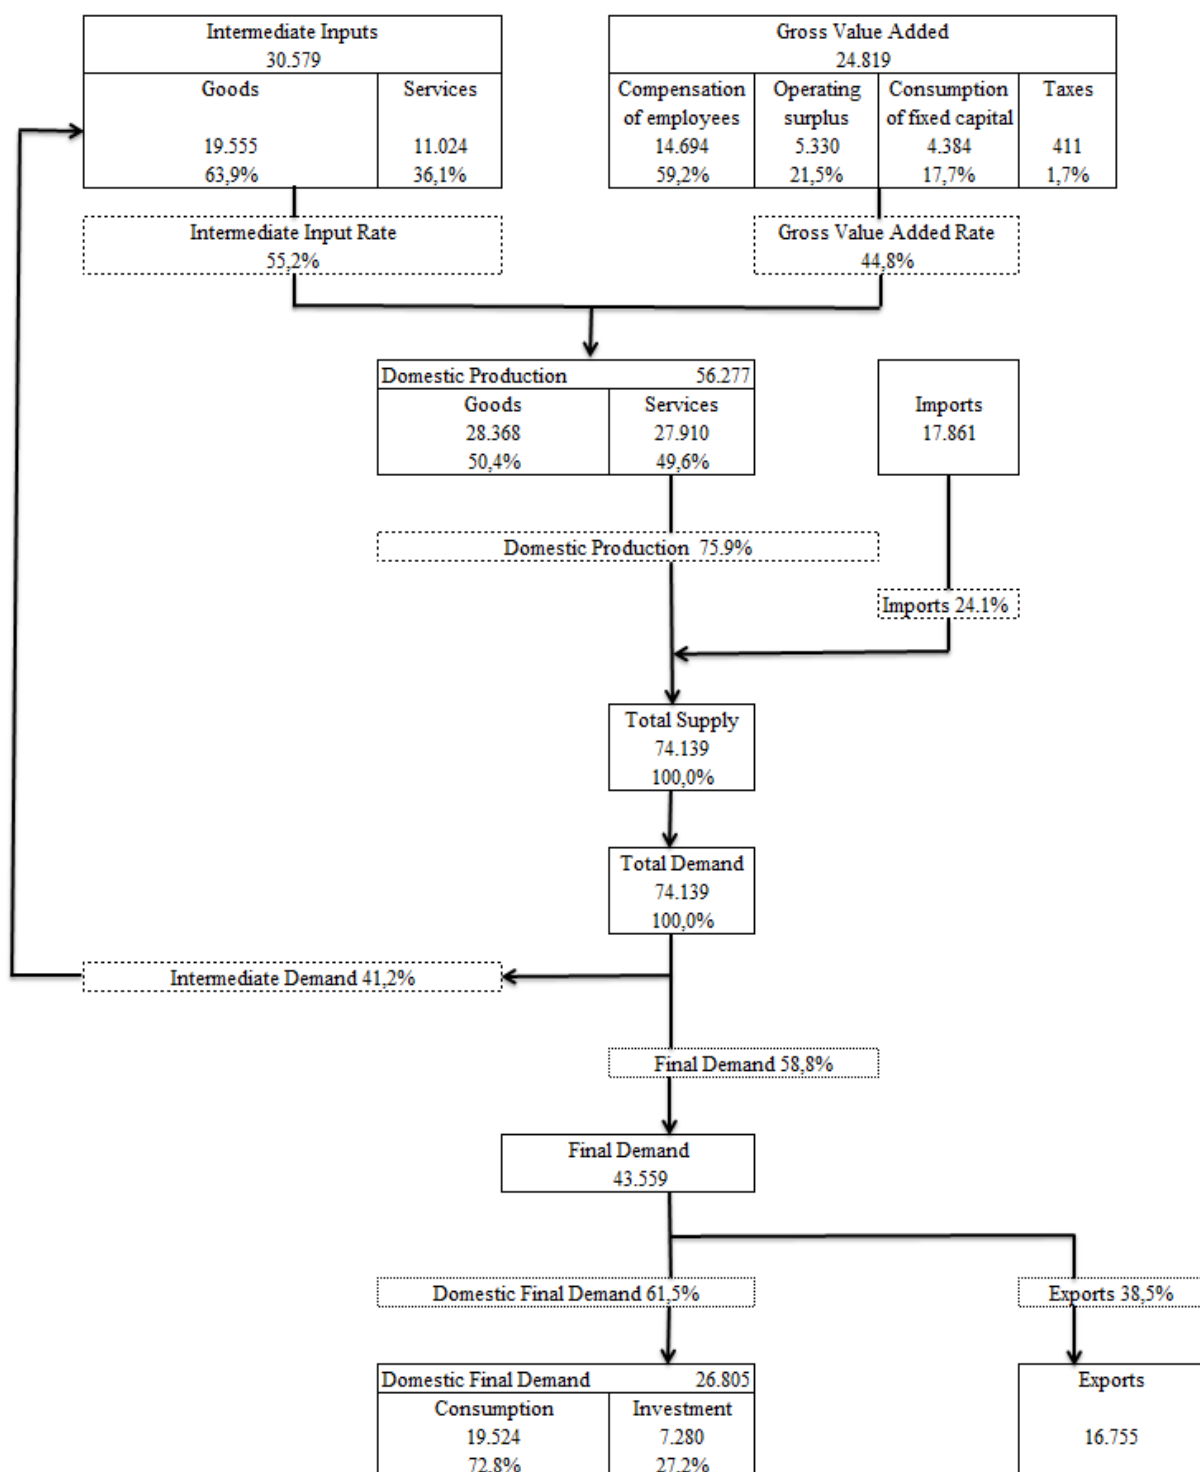 Intermediate Inputs
30.579
Goods
Services
19.555
11.024
63,9%
36,1%
Gross Value Added
24.819
Compensation
of employees
14.694
59,2%
Operating
surplus
5.330
21,5%
Consumption
of fixed capital
4.384
17,7%
Taxes
411
1,7%
Intermediate Input Rate
55,2%
Gross Value Added Rate
44,8%
Domestic Production 56.277
Goods
28.368
50,4%
Services
27.910
49,6%
Imports
17.861
Domestic Production 75.9%
Imports 24.1%
Total Supply
74.139
100,0%
Total Demand
74.139
100,0%
Intermediate Demand 41,2%
Final Demand 58,8%
Final Demand
43.559
Domestic Final Demand 61,5%
Exports 38,5%
Domestic Final Demand 26.805
Consumption
19.524
72,8%
Investment
7.280
27,2%
Exports
16.755